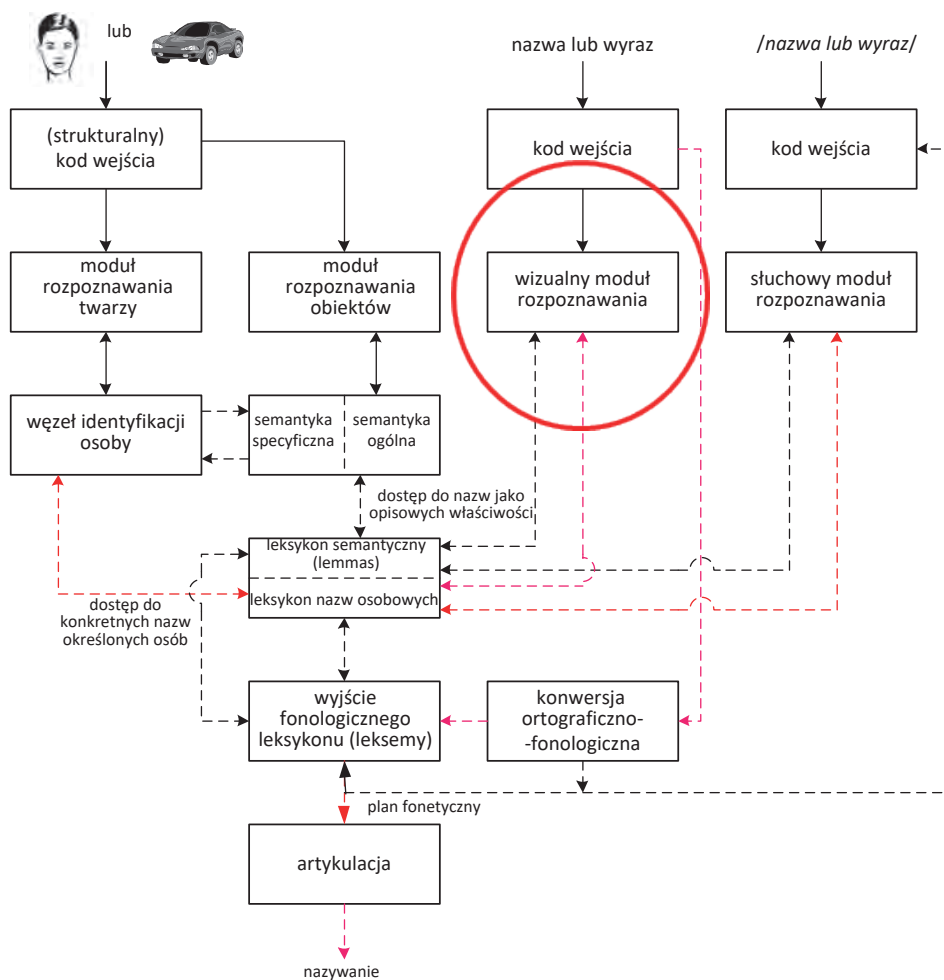 lub
nazwa lub wyraz
/nazwa lub wyraz/
(strukturalny)
kod wejścia
kod wejścia
kod wejścia
moduł
rozpoznawania
twarzy
moduł
rozpoznawania
obiektów
wizualny moduł
rozpoznawania
słuchowy moduł
rozpoznawania
węzeł identyfikacji
osoby
semantyka
specyficzna
semantyka
ogólna
dostęp do nazw jako
opisowych właściwości
leksykon semantyczny
(lemmas)
leksykon nazw osobowych
dostęp do
konkretnych nazw
określonych osób
wyjście
fonologicznego
leksykonu (leksemy)
konwersja
ortograficzno-
-fonologiczna
plan fonetyczny
artykulacja
nazywanie